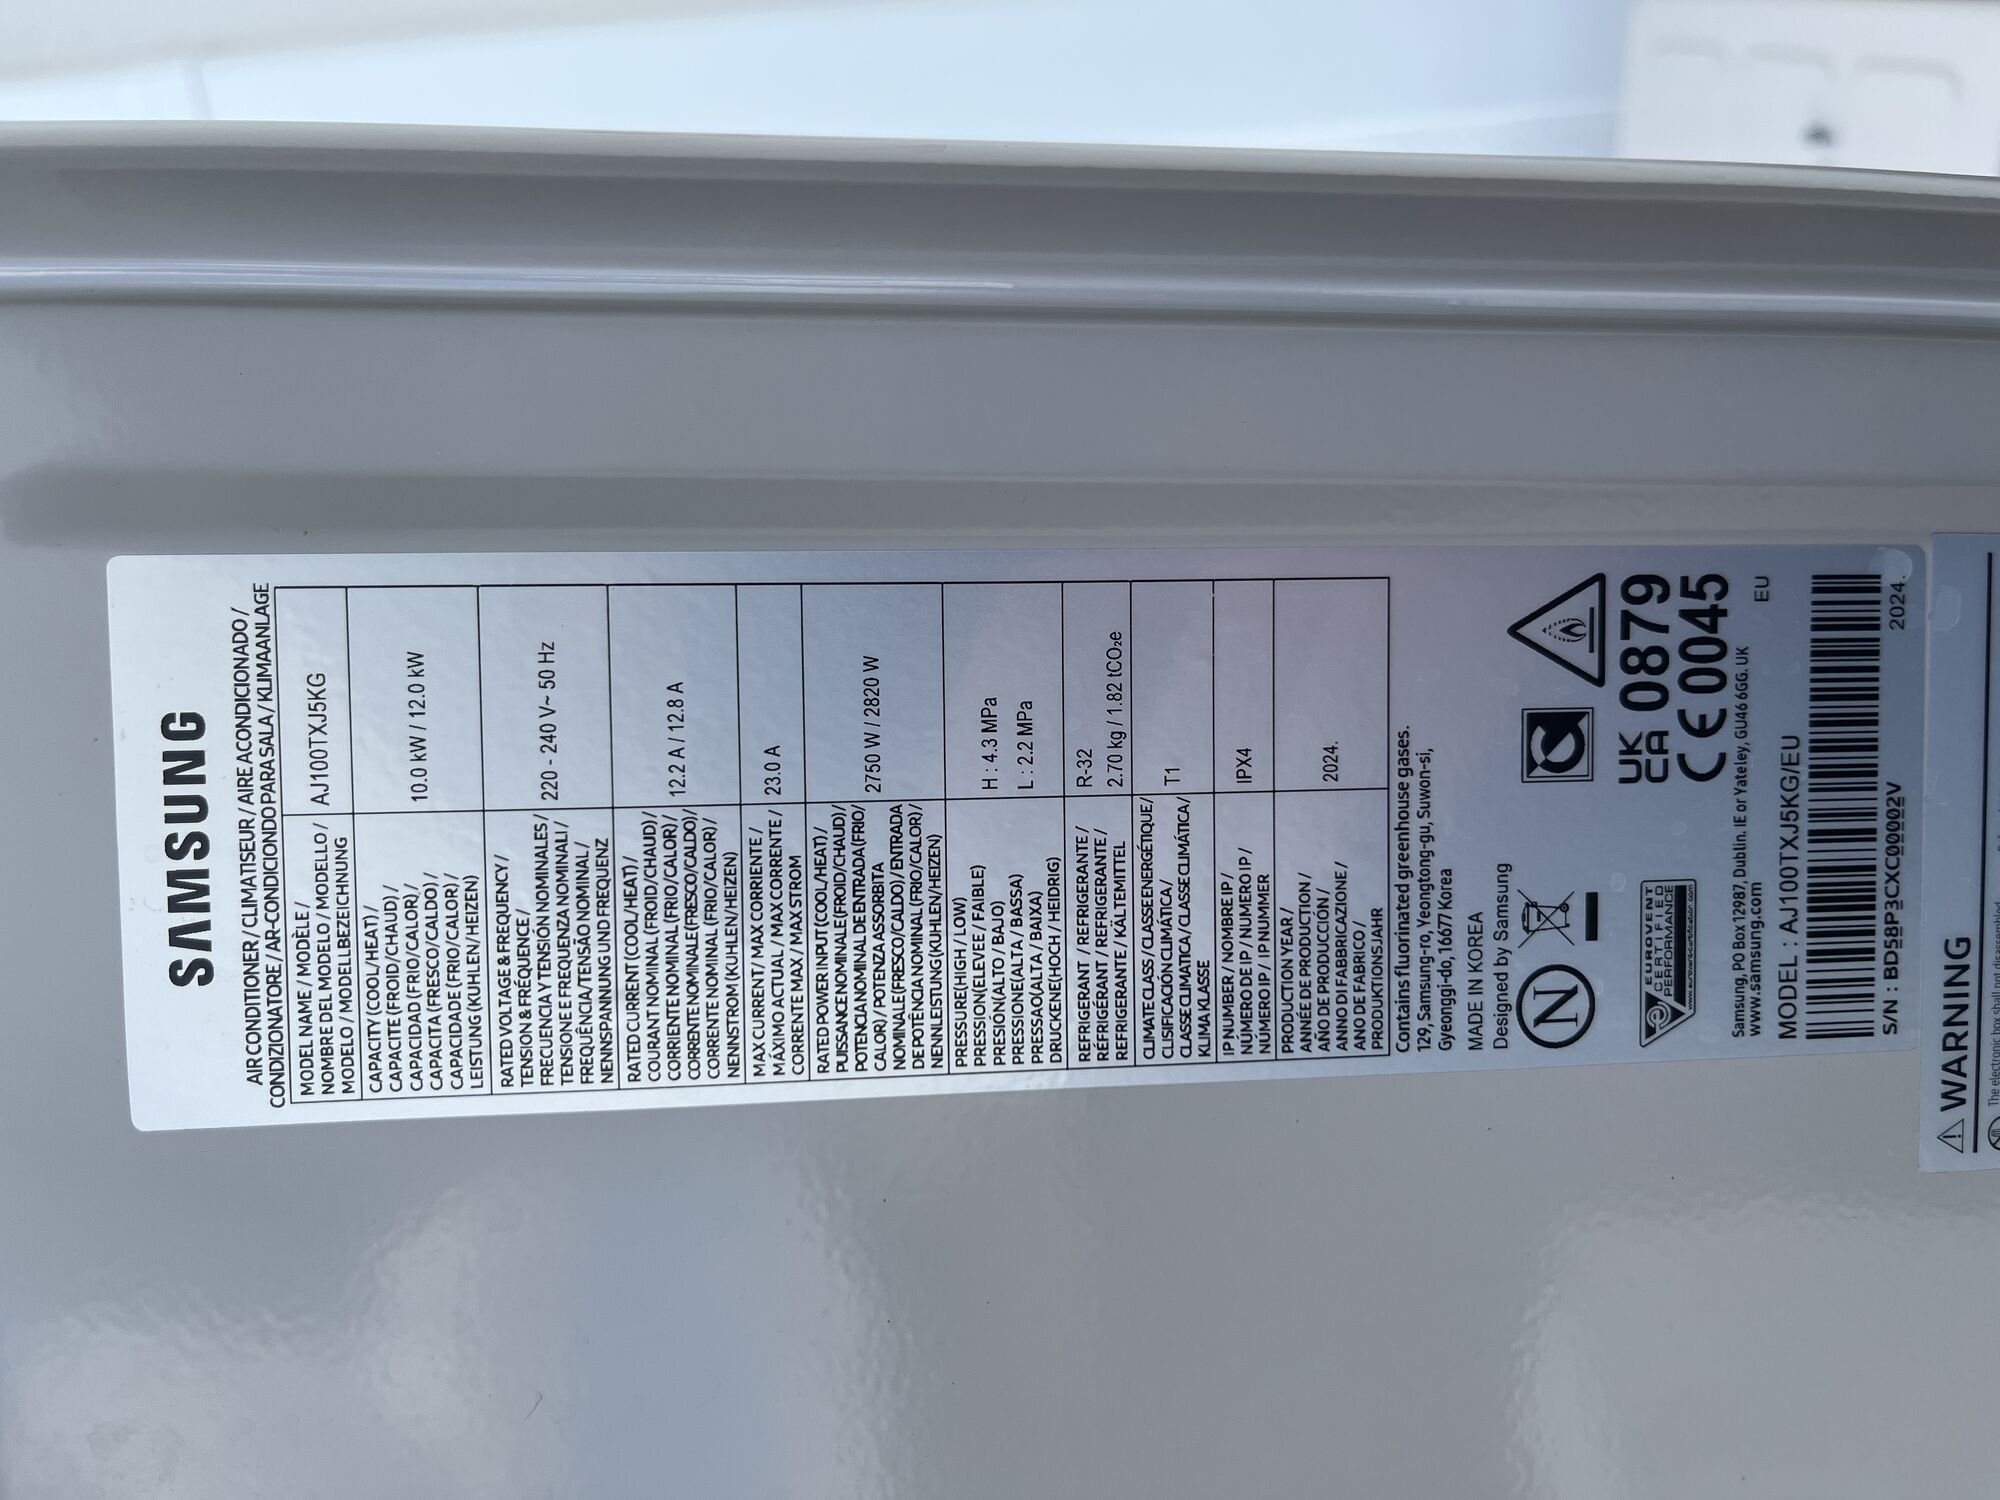 SAMSUNG
AIR CONDITIONER / CLIMATISEUR / AIRE ACONDICIONADO /
CONDIZIONATORE / AR-CONDICIONDO PARA SALA / KLIMAANLAGE
MODEL NAME / MODÈLE /
NOMBRE DEL MODELO / MODELLO /
MODELO / MODELLBEZEICHNUNG
AJ100TXJ5KG
CAPACITY (COOL/HEAT) /
CAPACITE (FROID/CHAUD) /
CAPACIDAD (FRIO/CALOR) /
CAPACITA (FRESCO/CALDO) /
CAPACIDADE (FRIO/CALOR) /
LEISTUNG (KUHLEN/HEIZEN)
10.0 kW / 12.0 kW
RATED VOLTAGE & FREQUENCY /
TENSION & FRÉQUENCE /
FRECUENCIA Y TENSIÓN NOMINALES /
TENSIONE E FREQUENZA NOMINALI /
FREQUÊNCIA/TENSÃO NOMINAL /
NENNSPANNUNG UND FREQUENZ
220 - 240 V~ 50 Hz
RATED CURRENT (COOL/HEAT) /
COURANT NOMINAL (FROID/CHAUD) /
CORRIENTE NOMINAL (FRIO/CALOR) /
CORRENTE NOMINALE (FRESCO/CALDO) /
CORRENTE NOMINAL (FRIO/CALOR) /
NENNSTROM (KUHLEN/HEIZEN)
12.2 A / 12.8 A
MAX CURRENT / MAX CORRIENTE /
MÁXIMO ACTUAL / MAX CORRENTE /
CORRENTE MAX / MAX STROM
23.0 A
RATED POWER INPUT (COOL/HEAT) /
PUISSANCE NOMINALE (FROID/CHAUD) /
POTENCIA NOMINAL DE ENTRADA (FRIO/
CALOR) / POTENZA ASSORBITA
NOMINALE (FRESCO/CALDO) / ENTRADA
DE POTÊNCIA NOMINAL (FRIO/CALOR) /
NENNLEISTUNG (KUHLEN/HEIZEN)
2750 W / 2820 W
PRESSURE (HIGH / LOW)
PRESSION (ELEVEE / FAIBLE)
PRESIÓN (ALTO / BAJO)
PRESSIONE (ALTA / BASSA)
PRESSAO (ALTA / BAIXA)
DRUCKENE (HOCH / HEIDRIG)
H : 4.3 MPa
L : 2.2 MPa
REFRIGERANT / REFRIGERANTE /
RÉFRIGÉRANT / REFRIGERANTE /
REFRIGERANTE / KÄLTEMITTEL
R-32
2.70 kg / 1.82 tCO₂e
CLIMATE CLASS / CLASSE ENERGÉTIQUE /
CLISIFICACIÓN CLIMÁTICA /
CLASSE CLIMATICA / CLASSE CLIMÁTICA /
KLIMAKLASSE
T1
IP NUMBER / NOMBRE IP /
NÚMERO DE IP / NUMERO IP /
NÚMERO IP / IP NUMMER
IPX4
PRODUCTION YEAR /
ANNÉE DE PRODUCTION /
AÑO DE PRODUCCIÓN /
ANNO DI FABBRICAZIONE /
ANO DE FABRICO /
PRODUKTIONSJAHR
2024.
Contains fluorinated greenhouse gases.
129, Samsung-ro, Yeongtong-gu, Suwon-si,
Gyeonggi-do, 16677 Korea
MADE IN KOREA
Designed by Samsung
N
UK
CA 0879
CE 0045
EUROVENT
CERTIFIED
PERFORMANCE
www.eurovent-certification.com
Samsung, PO Box 12987, Dublin. IE or Yateley, GU46 6GG. UK
www.samsung.com
EU
MODEL : AJ100TXJ5KG/EU
S/N : BD58P3CXC00002V
2024.
WARNING
The electronic box shall not disassembled